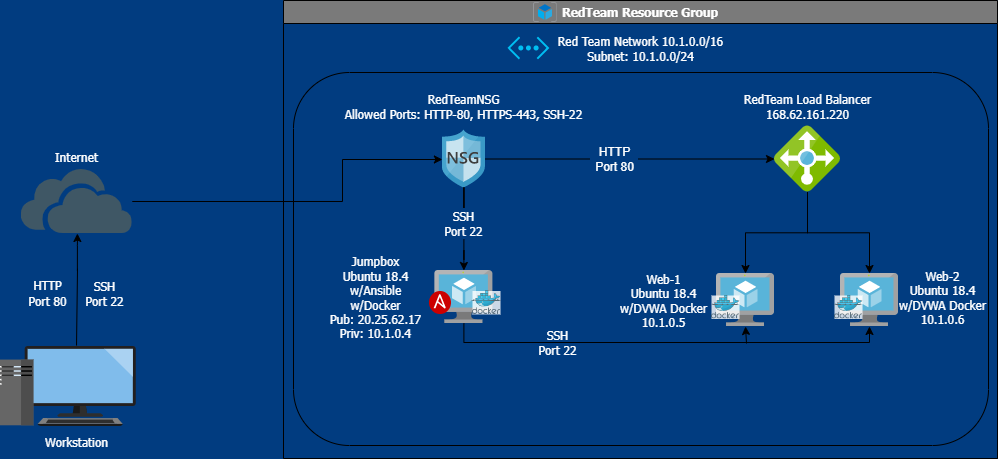 RedTeam Resource Group
Red Team Network 10.1.0.0/16
Subnet: 10.1.0.0/24
RedTeamNSG
Allowed Ports: HTTP-80, HTTPS-443, SSH-22
NSG
RedTeam Load Balancer
168.62.161.220
HTTP
Port 80
Internet
SSH
Port 22
HTTP
Port 80
SSH
Port 22
Jumpbox
Ubuntu 18.4
w/Ansible
w/Docker
Pub: 20.25.62.17
Priv: 10.1.0.4
A
docker
Web-1
Ubuntu 18.4
w/DVWA Docker
10.1.0.5
docker
Web-2
Ubuntu 18.4
w/DVWA Docker
10.1.0.6
docker
SSH
Port 22
Workstation